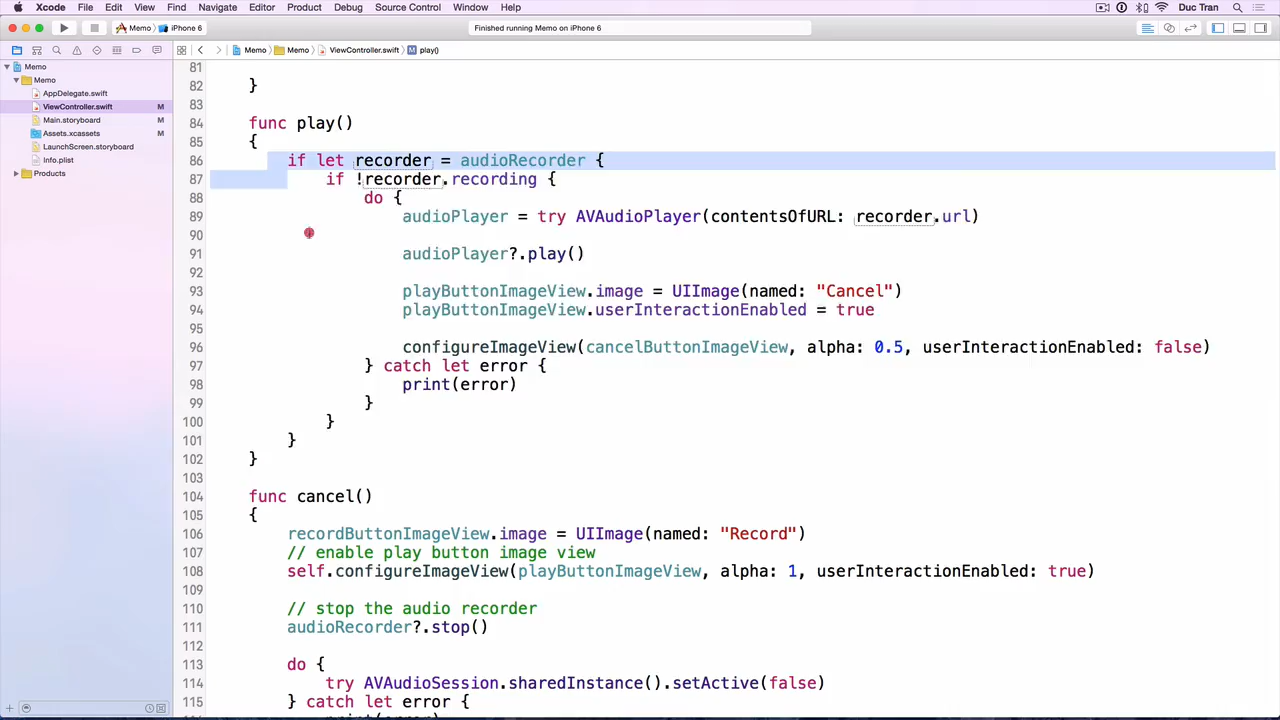 Xcode File Edit View Find Navigate Editor Product Debug Source Control Window Help Duc Tran
Memo iPhone 6 Finished running Memo on iPhone 6
Memo Memo ViewController.swift M play()
Memo
Memo
AppDelegate.swift
ViewController.swift M
Main.storyboard M
Assets.xcassets M
LaunchScreen.storyboard
Info.plist
Products
81
82 }
83
84 func play()
85 {
86 if let recorder = audioRecorder {
87 if !recorder.recording {
88 do {
89 audioPlayer = try AVAudioPlayer(contentsOfURL: recorder.url)
90
91 audioPlayer?.play()
92
93 playButtonImageView.image = UIImage(named: "Cancel")
94 playButtonImageView.userInteractionEnabled = true
95
96 configureImageView(cancelButtonImageView, alpha: 0.5, userInteractionEnabled: false)
97 } catch let error {
98 print(error)
99 }
100 }
101 }
102 }
103
104 func cancel()
105 {
106 recordButtonImageView.image = UIImage(named: "Record")
107 // enable play button image view
108 self.configureImageView(playButtonImageView, alpha: 1, userInteractionEnabled: true)
109
110 // stop the audio recorder
111 audioRecorder?.stop()
112
113 do {
114 try AVAudioSession.sharedInstance().setActive(false)
115 } catch let error {
print(error)